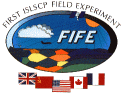 FIRST ISLSCP FIELD EXPERIMENT
FIFE